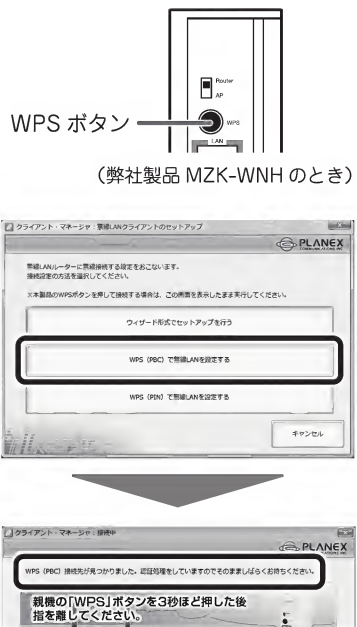 Router
AP
WPS
LAN
WPS ボタン
(弊社製品 MZK-WNH のとき)
クライアント・マネージャ:無線LANクライアントのセットアップ
PLANEX
COMMUNICATIONS INC.
無線LANルーターに無線接続する設定をおこないます。
接続設定の方法を選択してください。
※本製品のWPSボタンを押して接続する場合は、この画面を表示したまま実行してください。
ウィザード形式でセットアップを行う
WPS (PBC) で無線LANを設定する
WPS (PIN) で無線LANを設定する
キャンセル
クライアント・マネージャ:接続中
PLANEX
WPS (PBC) 接続先が見つかりました。認証処理をしていますのでそのまましばらくお待ちください。
親機の「WPS」ボタンを3秒ほど押した後
指を離してください。